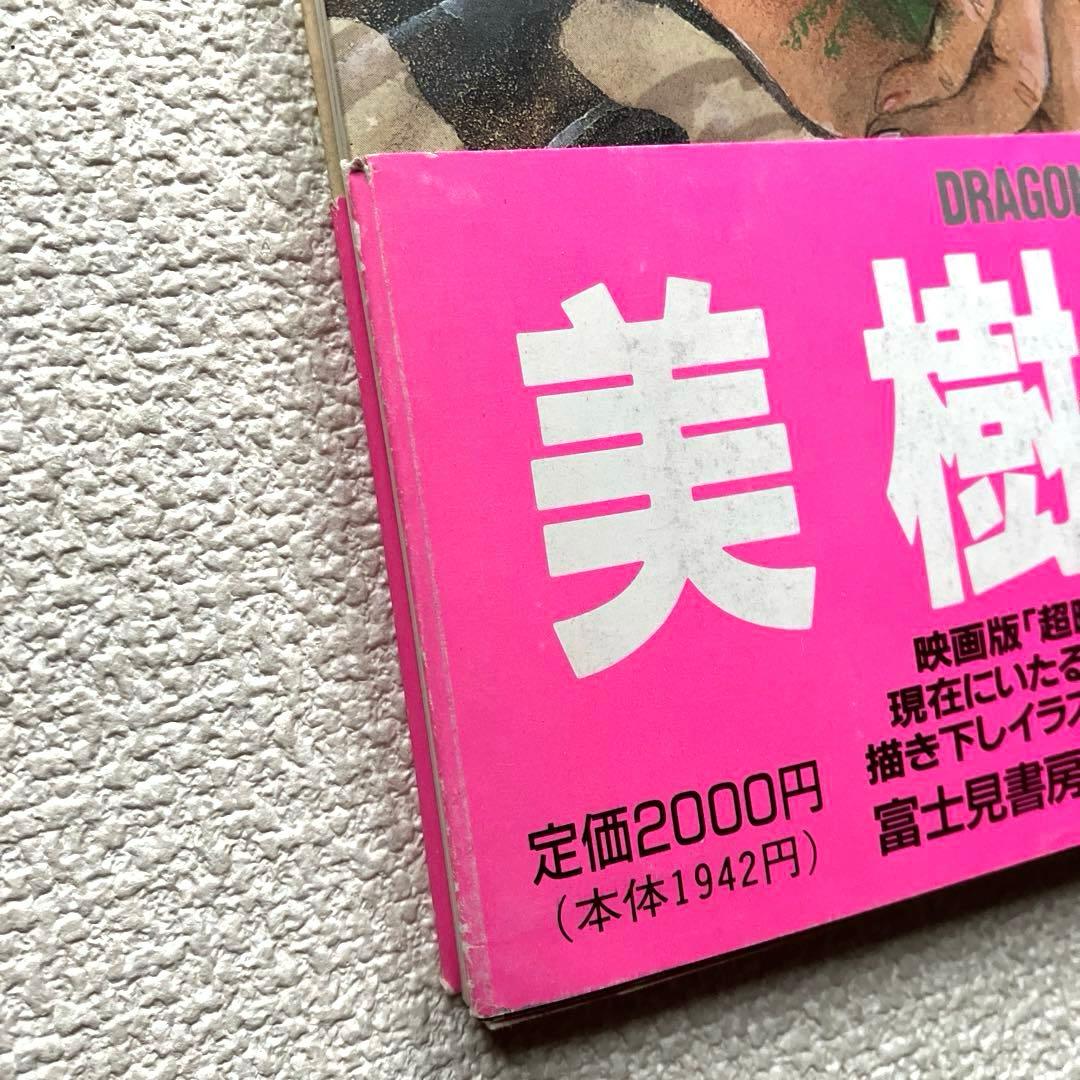 DRAGON
美樹
映画版「超
現在にいたる
描き下しイラス
富士見書房
定価2000円
(本体1942円)